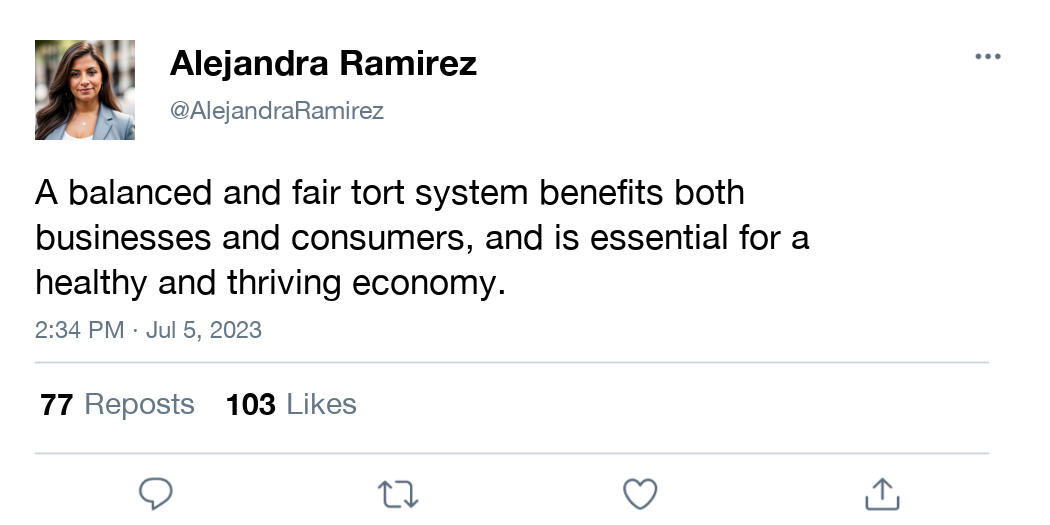 Alejandra Ramirez
@AlejandraRamirez
A balanced and fair tort system benefits both
businesses and consumers, and is essential for a
healthy and thriving economy.
2:34 PM · Jul 5, 2023
77 Reposts 103 Likes